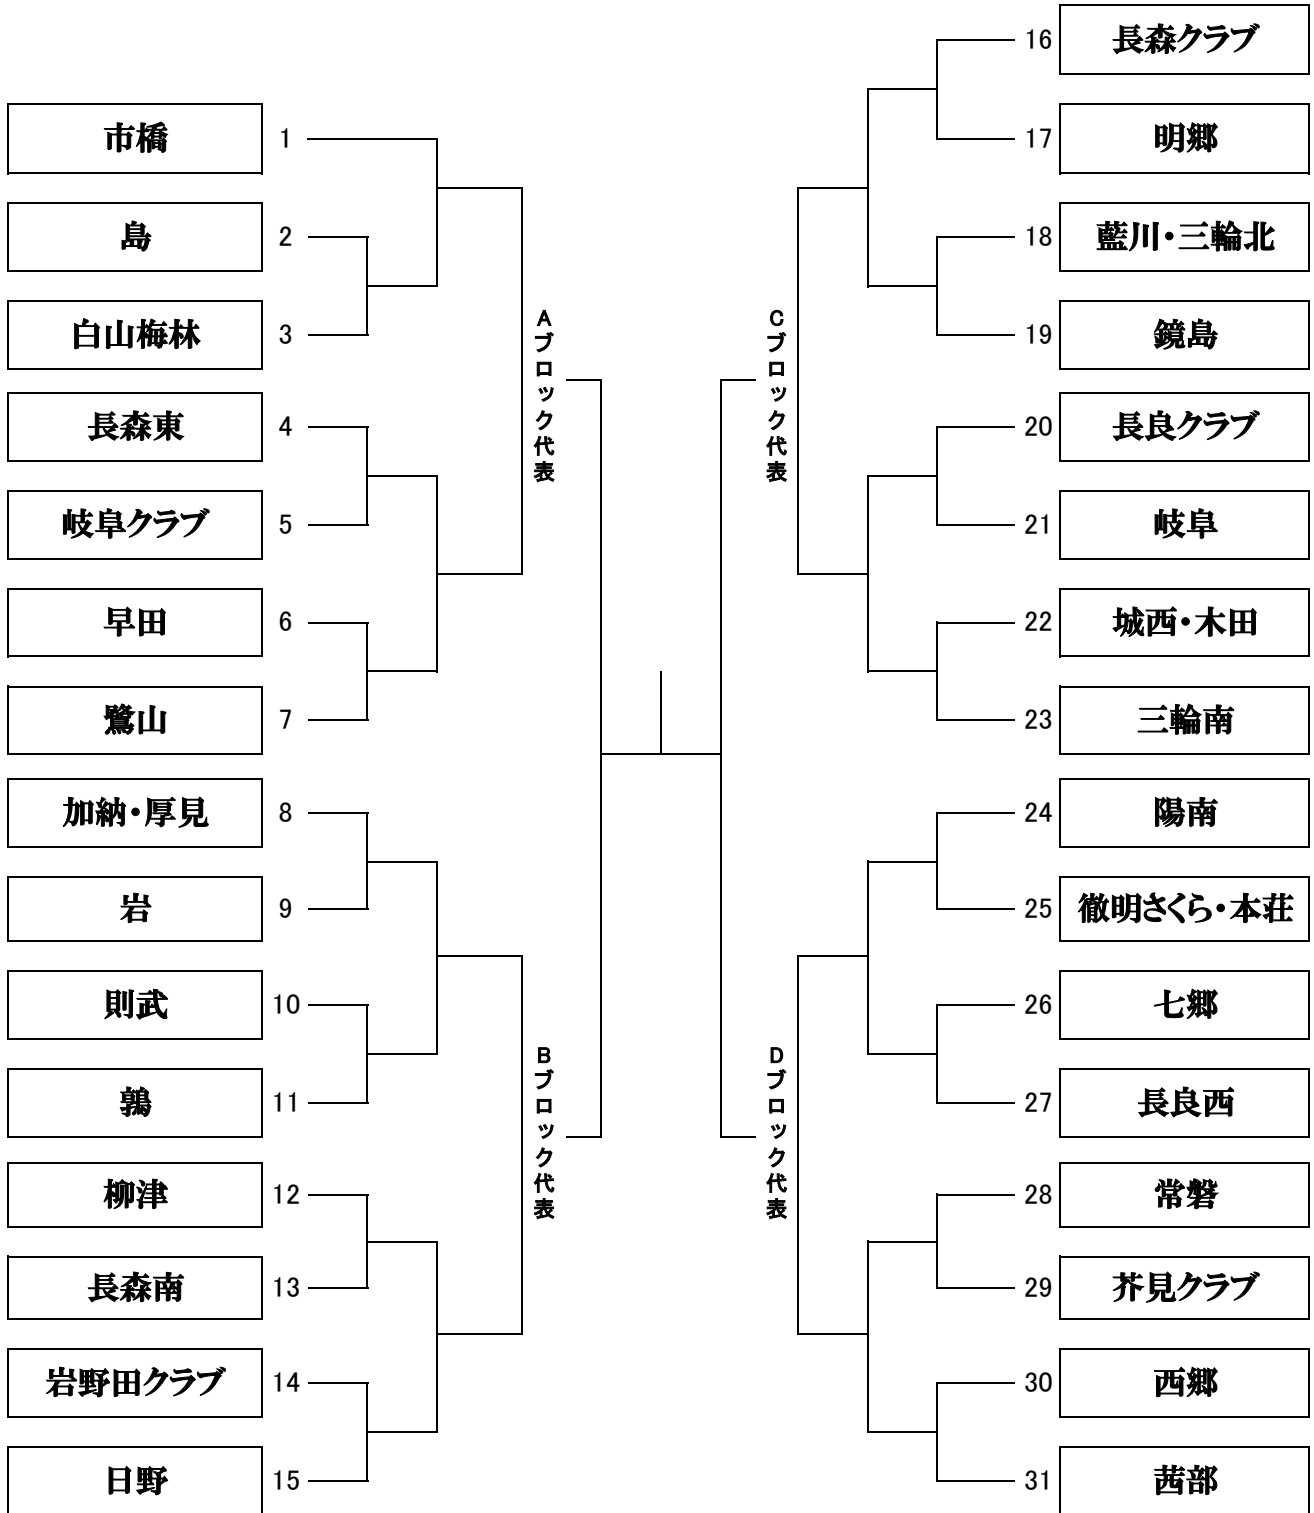 市橋 1
島 2
白山梅林 3
長森東 4
岐阜クラブ 5
早田 6
鷺山 7
加納・厚見 8
岩 9
則武 10
鶉 11
柳津 12
長森南 13
岩野田クラブ 14
日野 15
Aブロック代表
Bブロック代表
Cブロック代表
Dブロック代表
16 長森クラブ
17 明郷
18 藍川・三輪北
19 鏡島
20 長良クラブ
21 岐阜
22 城西・木田
23 三輪南
24 陽南
25 徹明さくら・本荘
26 七郷
27 長良西
28 常磐
29 芥見クラブ
30 西郷
31 茜部